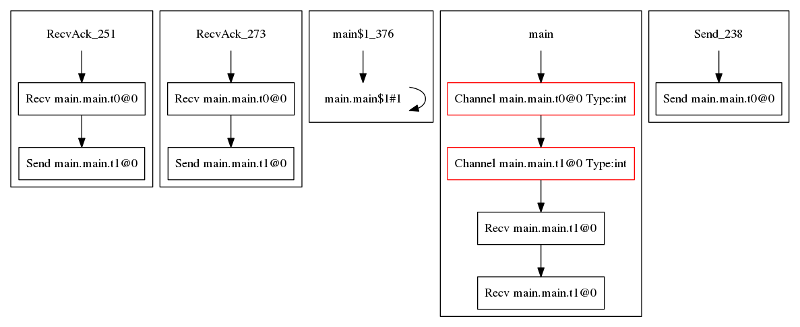 RecvAck_251
Recv main.main.t0@0
Send main.main.t1@0
RecvAck_273
Recv main.main.t0@0
Send main.main.t1@0
main$1_376
main.main$1#1
main
Channel main.main.t0@0 Type:int
Channel main.main.t1@0 Type:int
Recv main.main.t1@0
Recv main.main.t1@0
Send_238
Send main.main.t0@0